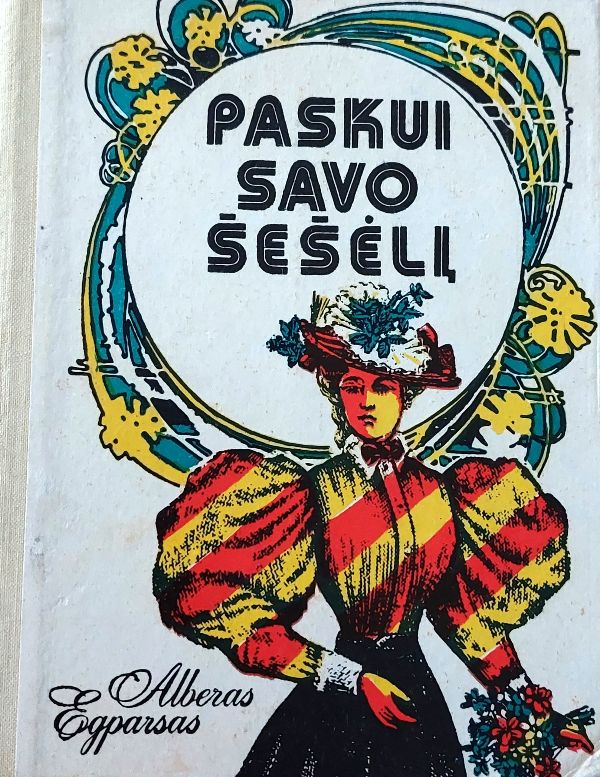 PASKUI
SAVO
ŠEŠĖLĮ
Alberas
Egparsas